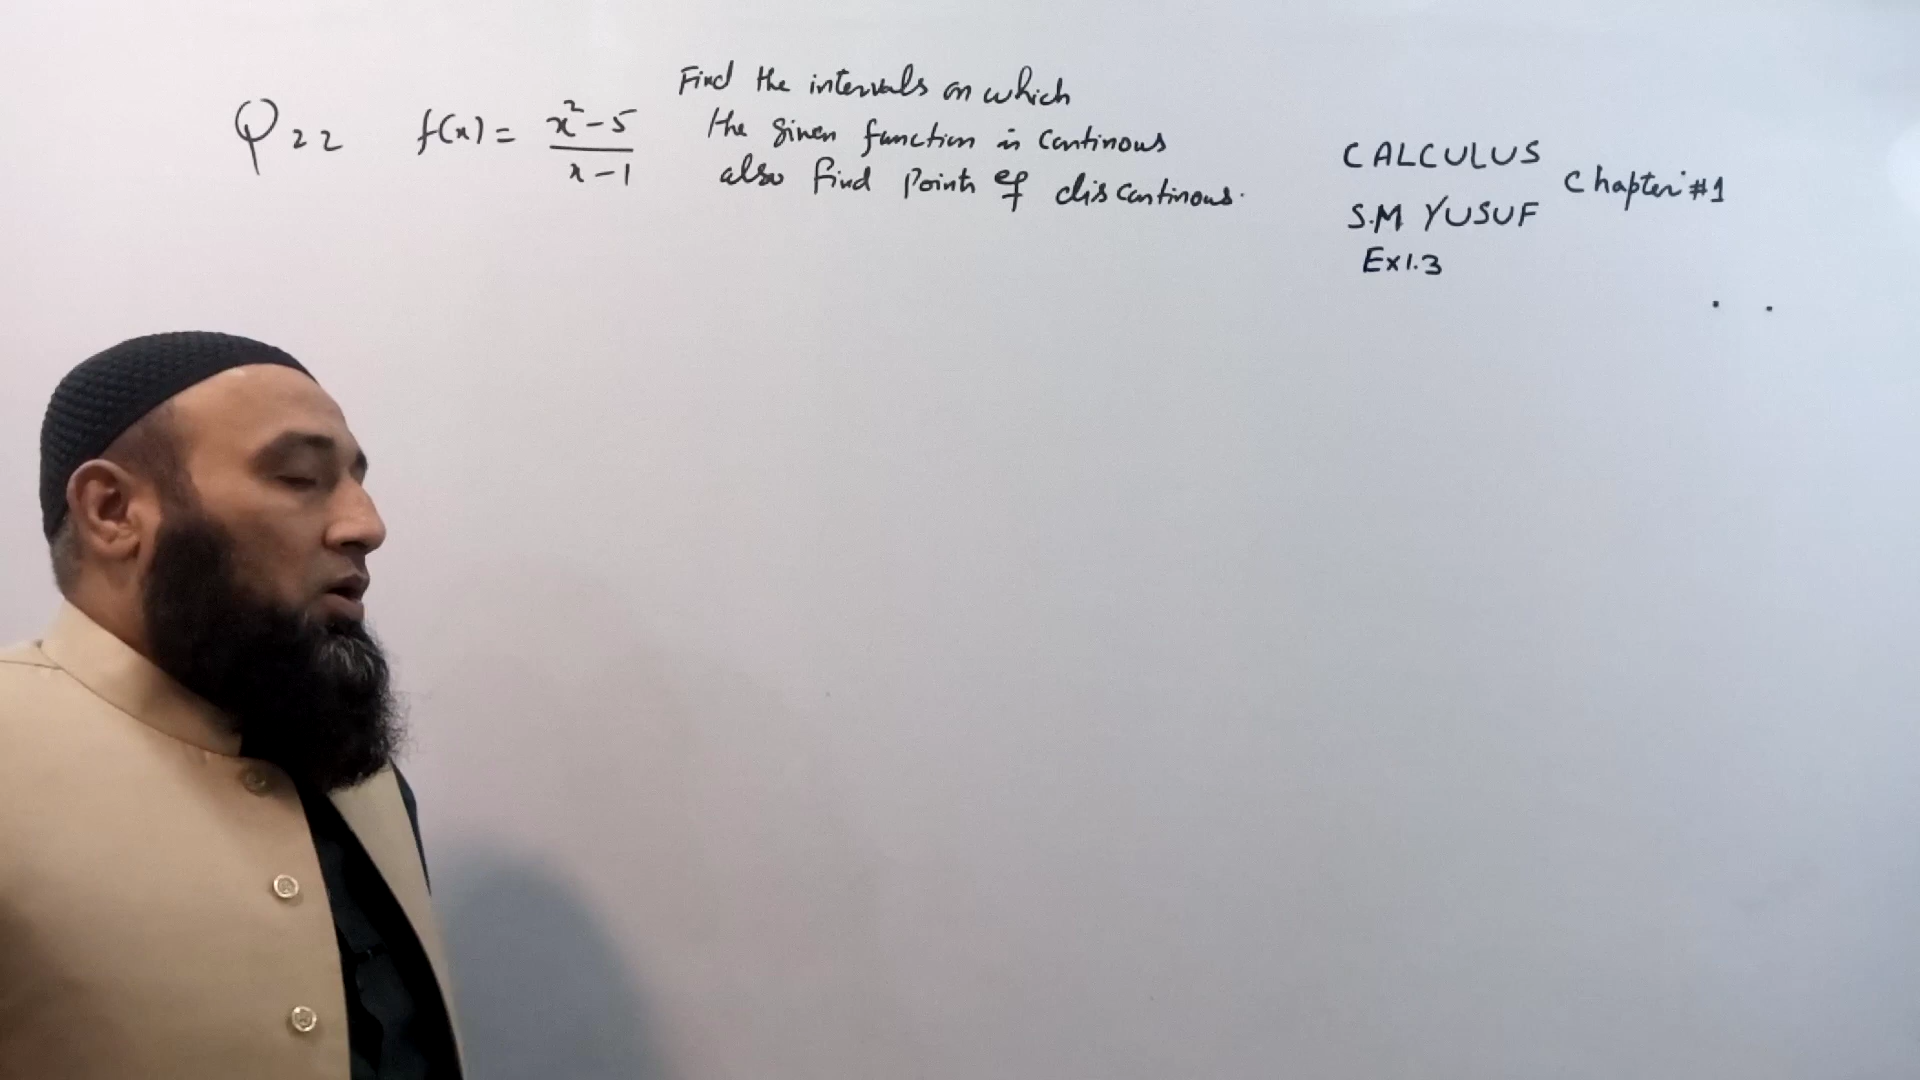 Q22 f(x) = x²-5 / x-1
Find the intervals on which
the given function is continous
also find Points of discontinous.
CALCULUS
S.M YUSUF
Ex1.3
Chapter #1